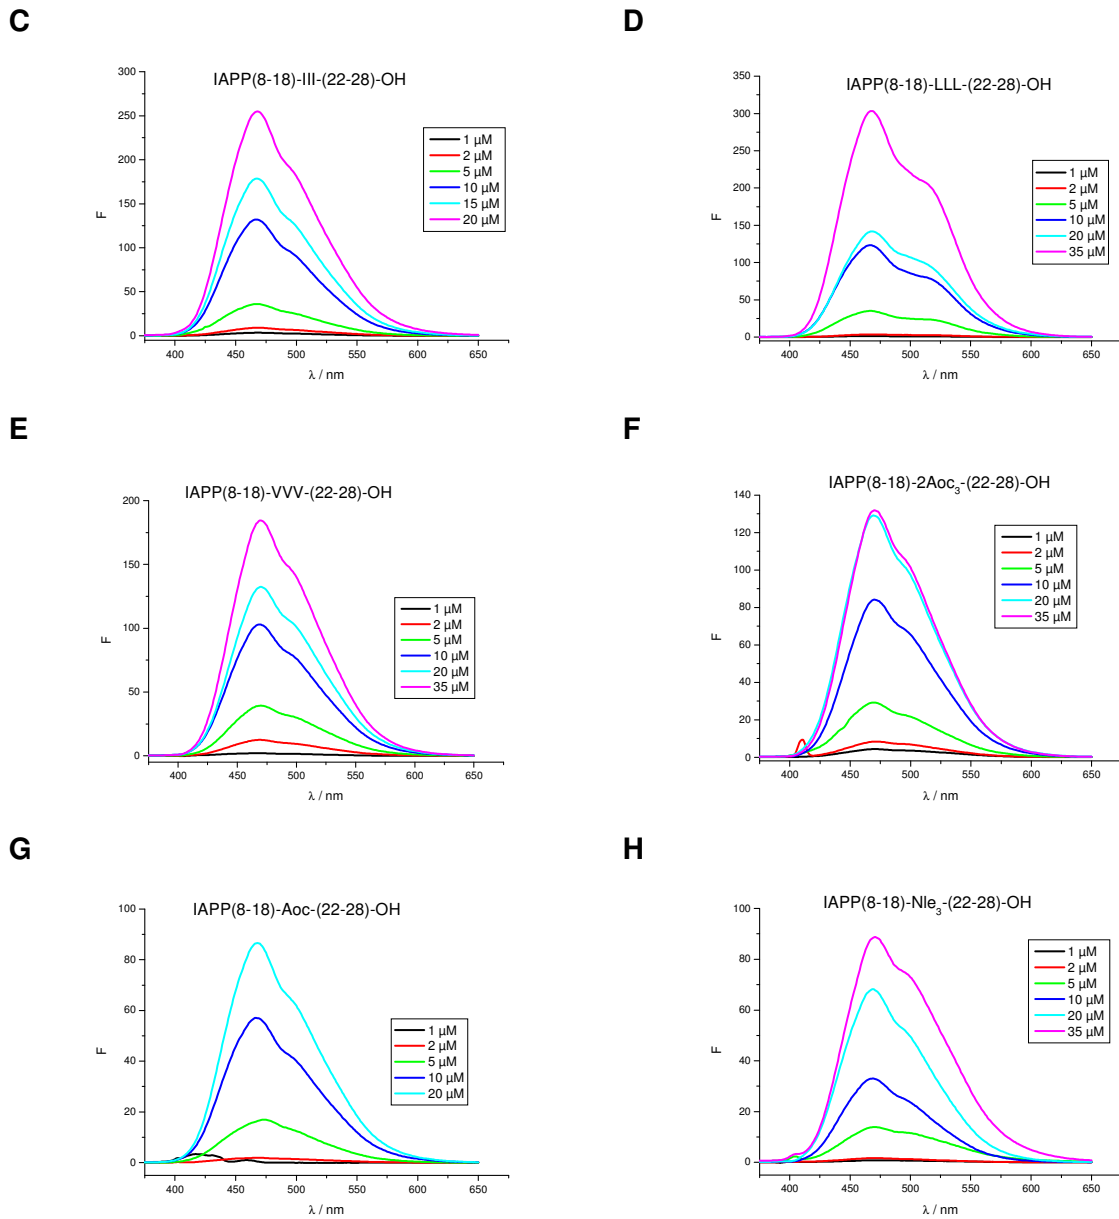 C
IAPP(8-18)-III-(22-28)-OH
300
250
200
150
100
50
0
F
400 450 500 550 600 650
λ / nm
1 µM
2 µM
5 µM
10 µM
15 µM
20 µM
D
IAPP(8-18)-LLL-(22-28)-OH
350
300
250
200
150
100
50
0
F
400 450 500 550 600 650
λ / nm
1 µM
2 µM
5 µM
10 µM
20 µM
35 µM
E
IAPP(8-18)-VVV-(22-28)-OH
200
150
100
50
0
F
400 450 500 550 600 650
λ / nm
1 µM
2 µM
5 µM
10 µM
20 µM
35 µM
F
IAPP(8-18)-2Aoc₃-(22-28)-OH
140
120
100
80
60
40
20
0
F
400 450 500 550 600 650
λ / nm
1 µM
2 µM
5 µM
10 µM
20 µM
35 µM
G
IAPP(8-18)-Aoc-(22-28)-OH
100
80
60
40
20
0
F
400 450 500 550 600 650
λ / nm
1 µM
2 µM
5 µM
10 µM
20 µM
H
IAPP(8-18)-Nle₃-(22-28)-OH
100
80
60
40
20
0
F
400 450 500 550 600 650
λ / nm
1 µM
2 µM
5 µM
10 µM
20 µM
35 µM